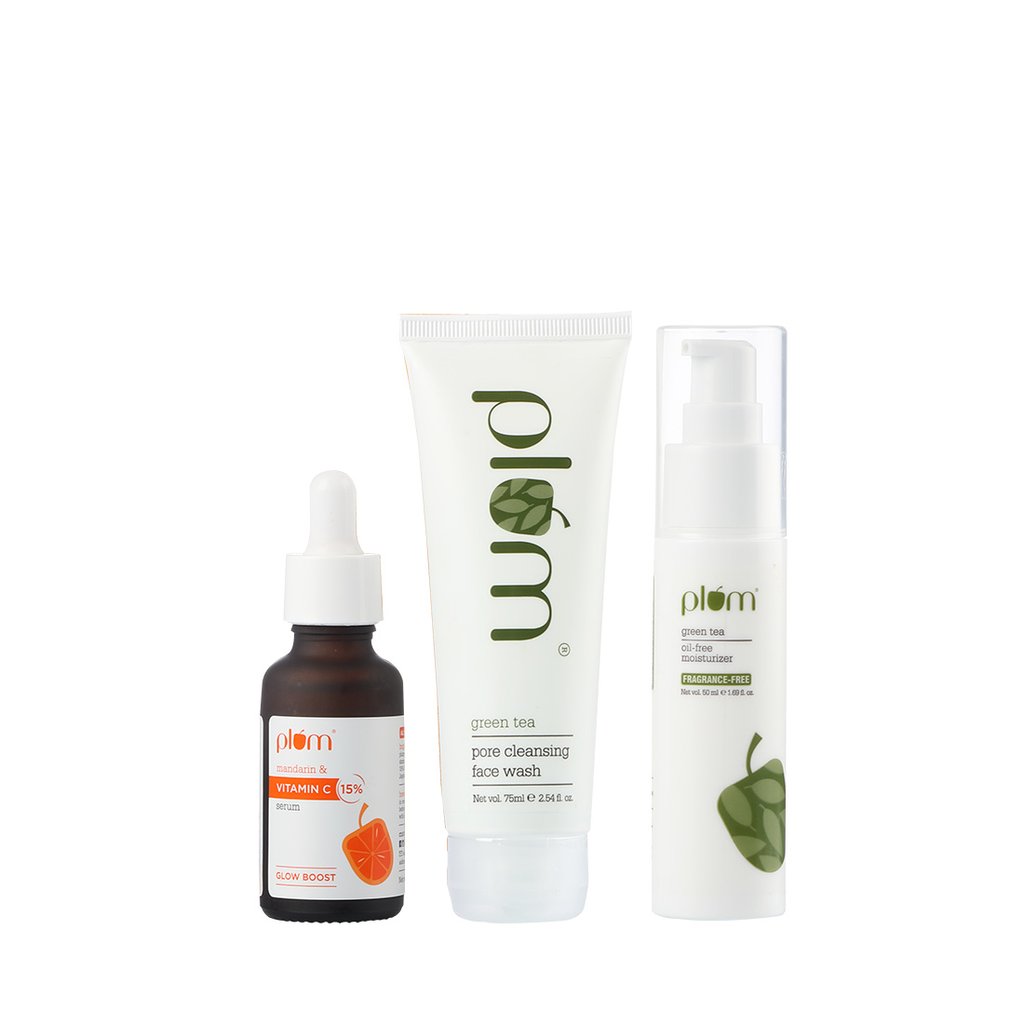 plum®
mandarin &
VITAMIN C 15%
serum
GLOW BOOST
plum
®
green tea
pore cleansing
face wash
Net vol. 75ml ℮ 2.54 fl. oz.
plum®
green tea
oil-free
moisturizer
FRAGRANCE-FREE
Net vol. 50 ml ℮ 1.69 fl. oz.